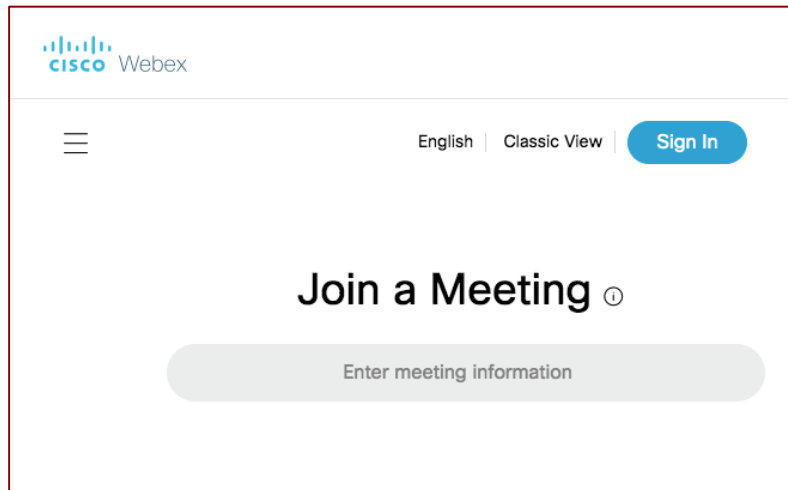 CISCO Webex
English Classic View Sign In
Join a Meeting
Enter meeting information